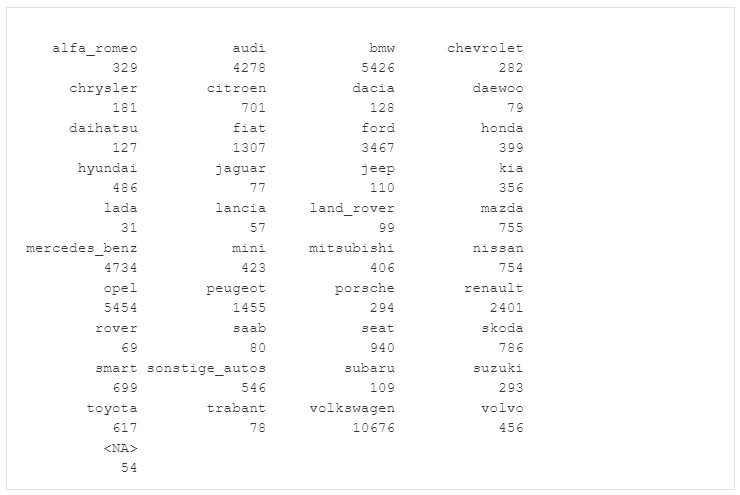 alfa_romeo audi bmw chevrolet
329 4278 5426 282
chrysler citroen dacia daewoo
181 701 128 79
daihatsu fiat ford honda
127 1307 3467 399
hyundai jaguar jeep kia
486 77 110 356
lada lancia land_rover mazda
31 57 99 755
mercedes_benz mini mitsubishi nissan
4734 423 406 754
opel peugeot porsche renault
5454 1455 294 2401
rover saab seat skoda
69 80 940 786
smart sonstige_autos subaru suzuki
699 546 109 293
toyota trabant volkswagen volvo
617 78 10676 456
<NA>
54